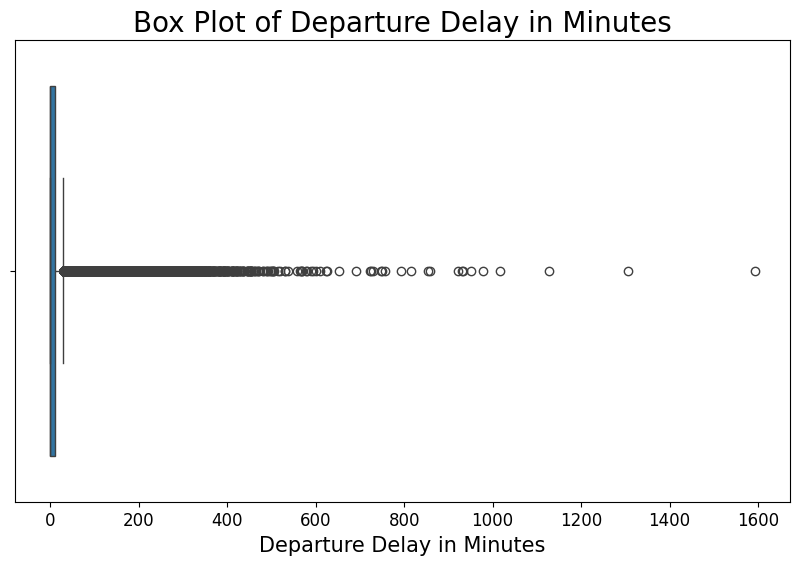 Box Plot of Departure Delay in Minutes
0 200 400 600 800 1000 1200 1400 1600
Departure Delay in Minutes